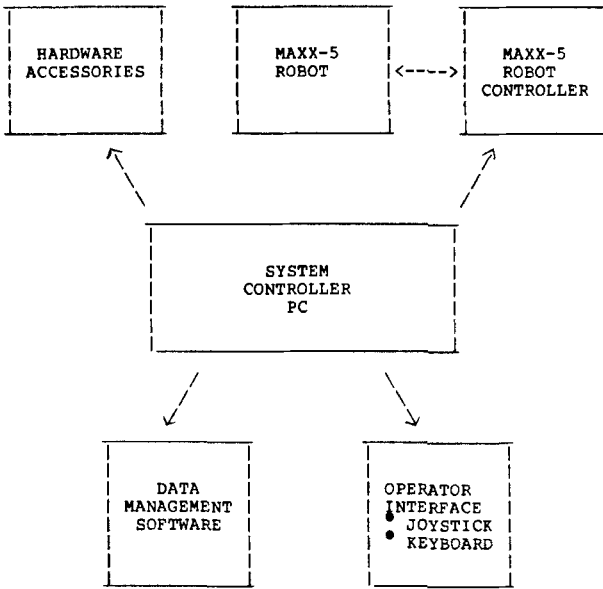 HARDWARE
ACCESSORIES
MAXX-5
ROBOT
<---->
MAXX-5
ROBOT
CONTROLLER
SYSTEM
CONTROLLER
PC
DATA
MANAGEMENT
SOFTWARE
OPERATOR
INTERFACE
• JOYSTICK
• KEYBOARD